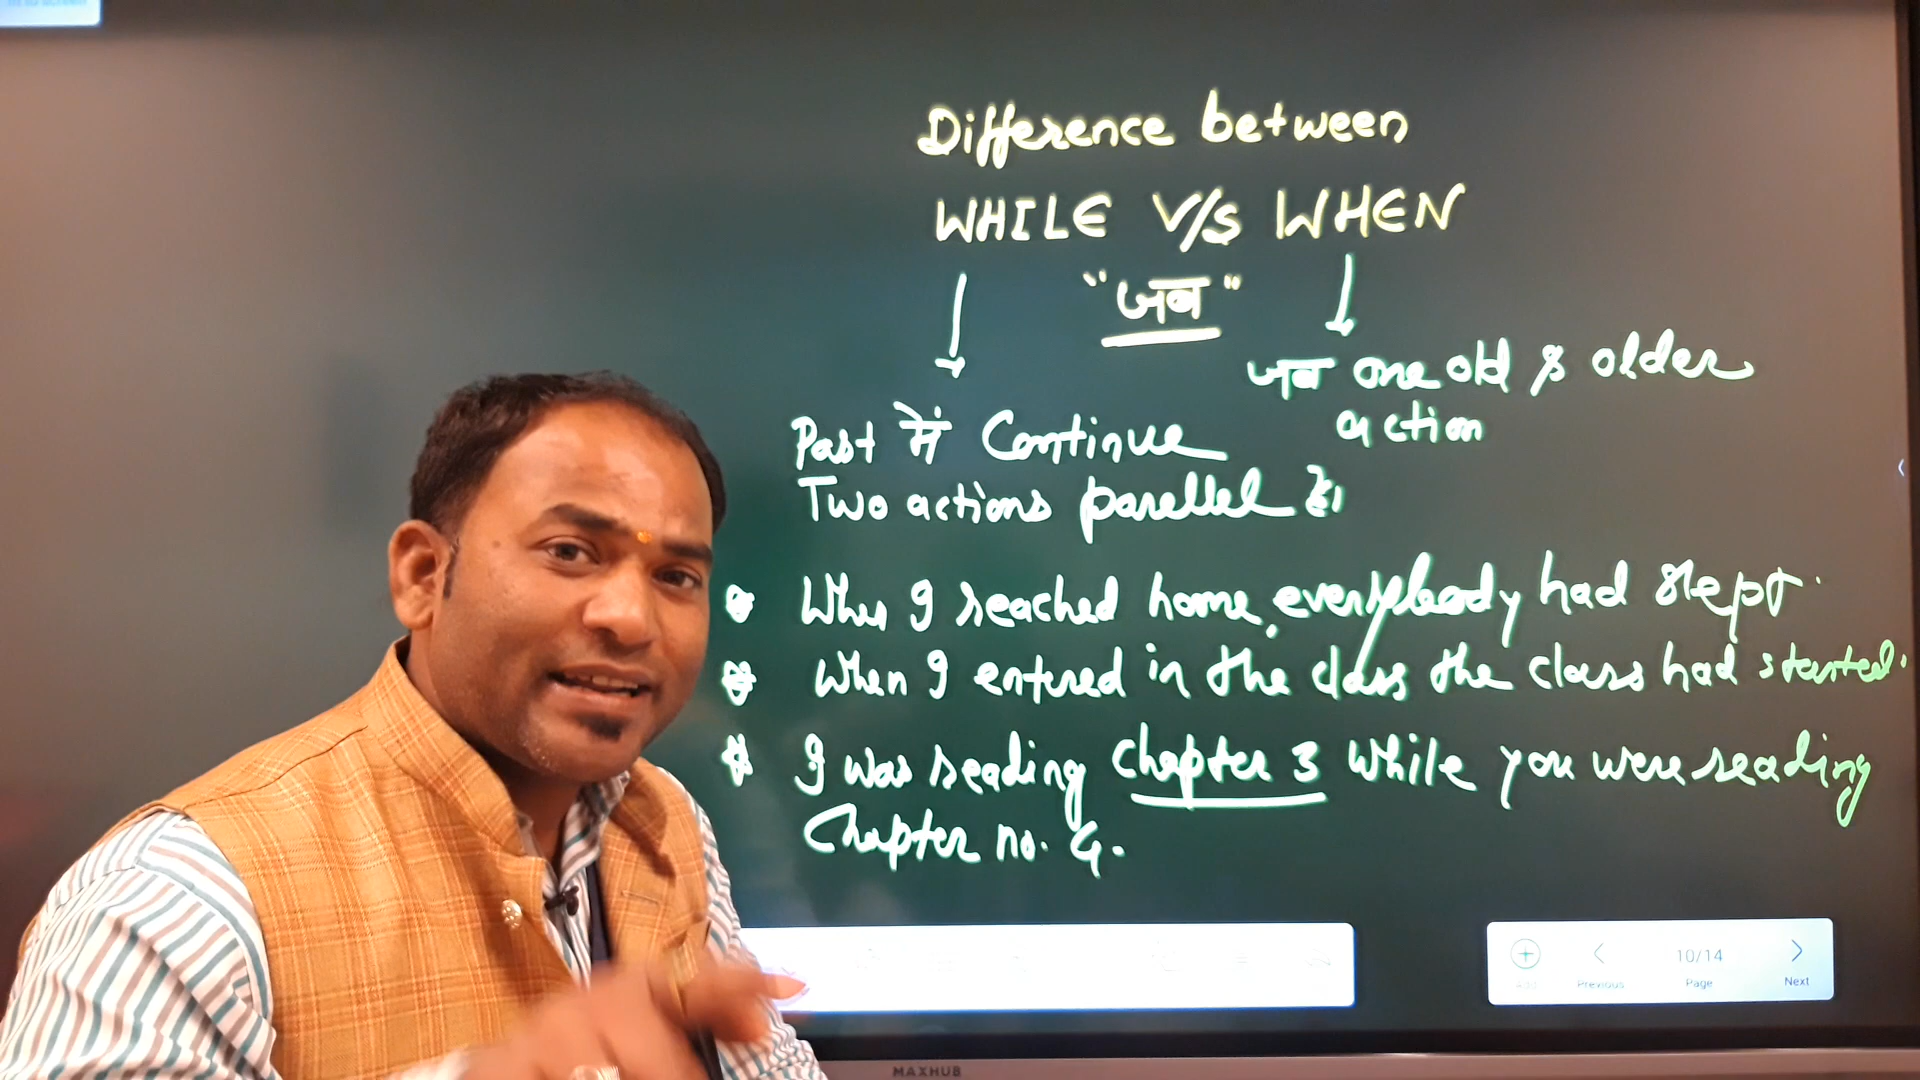 Difference between
WHILE V/S WHEN
"जब"
जब one old & older
action
Past में Continue
Two actions parellel है।
When I reached home, everybody had slept.
When I entered in the class the class had started.
I was reading chapter 3 while you were reading
Chapter no. 4.
Add
Previous
10/14
Page
Next
MAXHUB